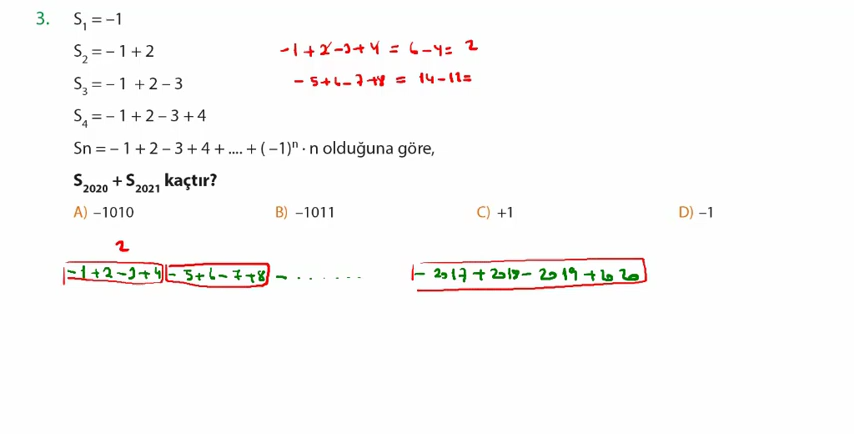 3. S₁ = –1
S₂ = – 1 + 2
-1+2-3+4 = 6-4= 2
S₃ = – 1 + 2 – 3
- 5+6-7+8 = 14-12=
S₄ = – 1 + 2 – 3 + 4
Sn = – 1 + 2 – 3 + 4 + .... + (–1)ⁿ · n olduğuna göre,
S₂₀₂₀ + S₂₀₂₁ kaçtır?
A) –1010 B) –1011 C) +1 D) –1
2
-1+2-3+4 - 5+6-7+8 - ....... - 2017+2018-2019+2020